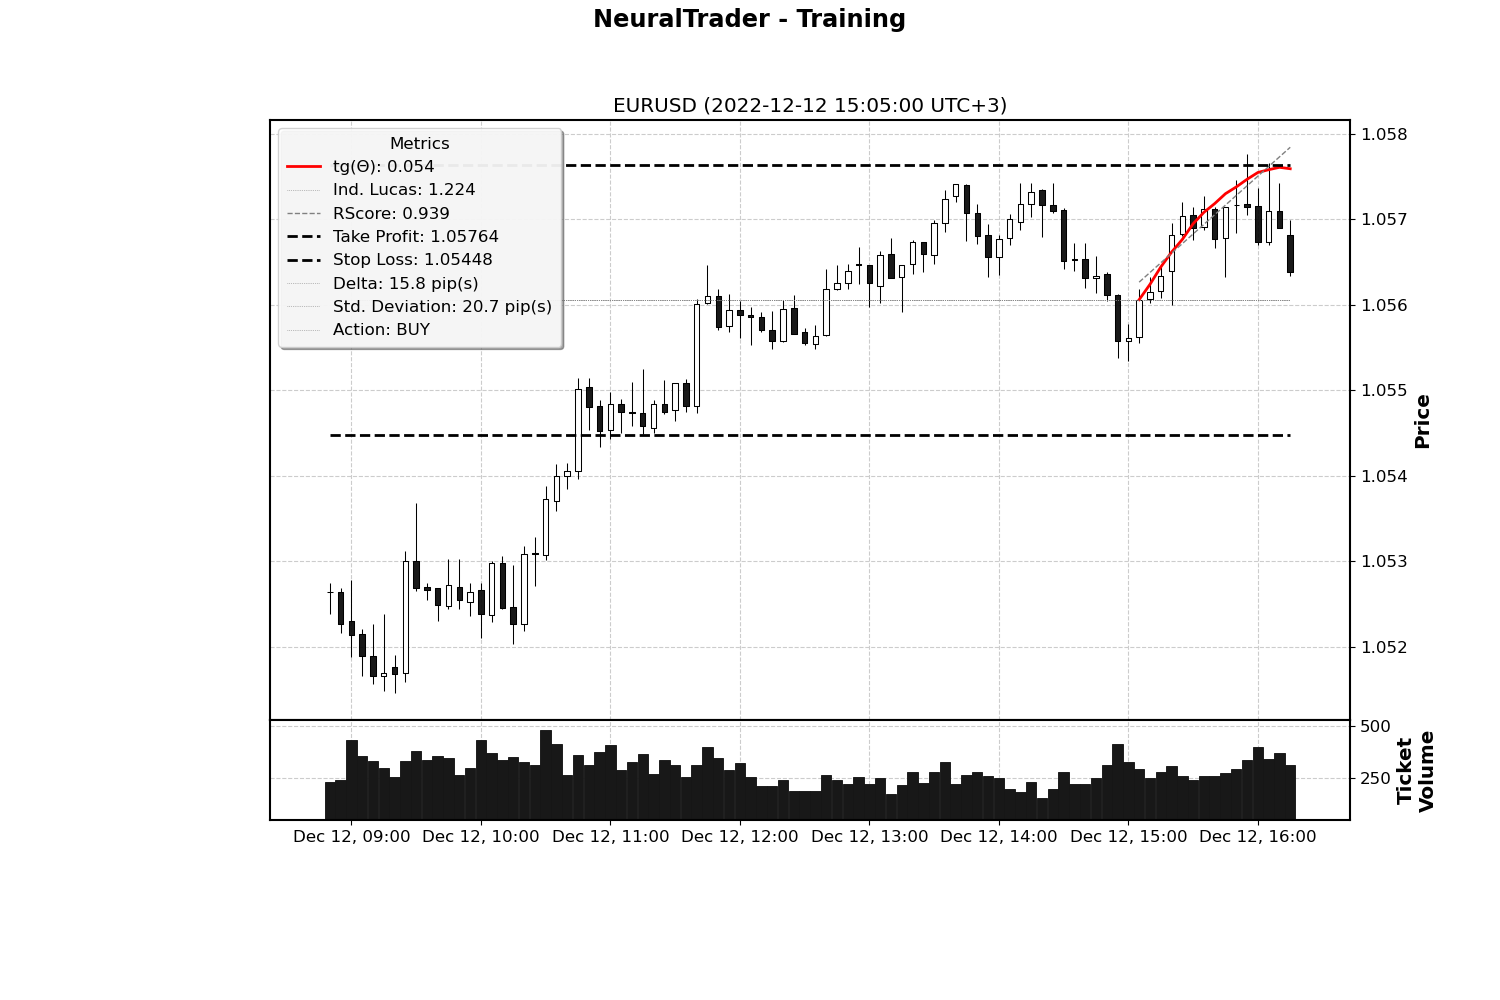 NeuralTrader - Training
EURUSD (2022-12-12 15:05:00 UTC+3)
Metrics
tg(Θ): 0.054
Ind. Lucas: 1.224
RScore: 0.939
Take Profit: 1.05764
Stop Loss: 1.05448
Delta: 15.8 pip(s)
Std. Deviation: 20.7 pip(s)
Action: BUY
1.058
1.057
1.056
1.055
1.054
1.053
1.052
Price
500
250
Ticket
Volume
Dec 12, 09:00
Dec 12, 10:00
Dec 12, 11:00
Dec 12, 12:00
Dec 12, 13:00
Dec 12, 14:00
Dec 12, 15:00
Dec 12, 16:00